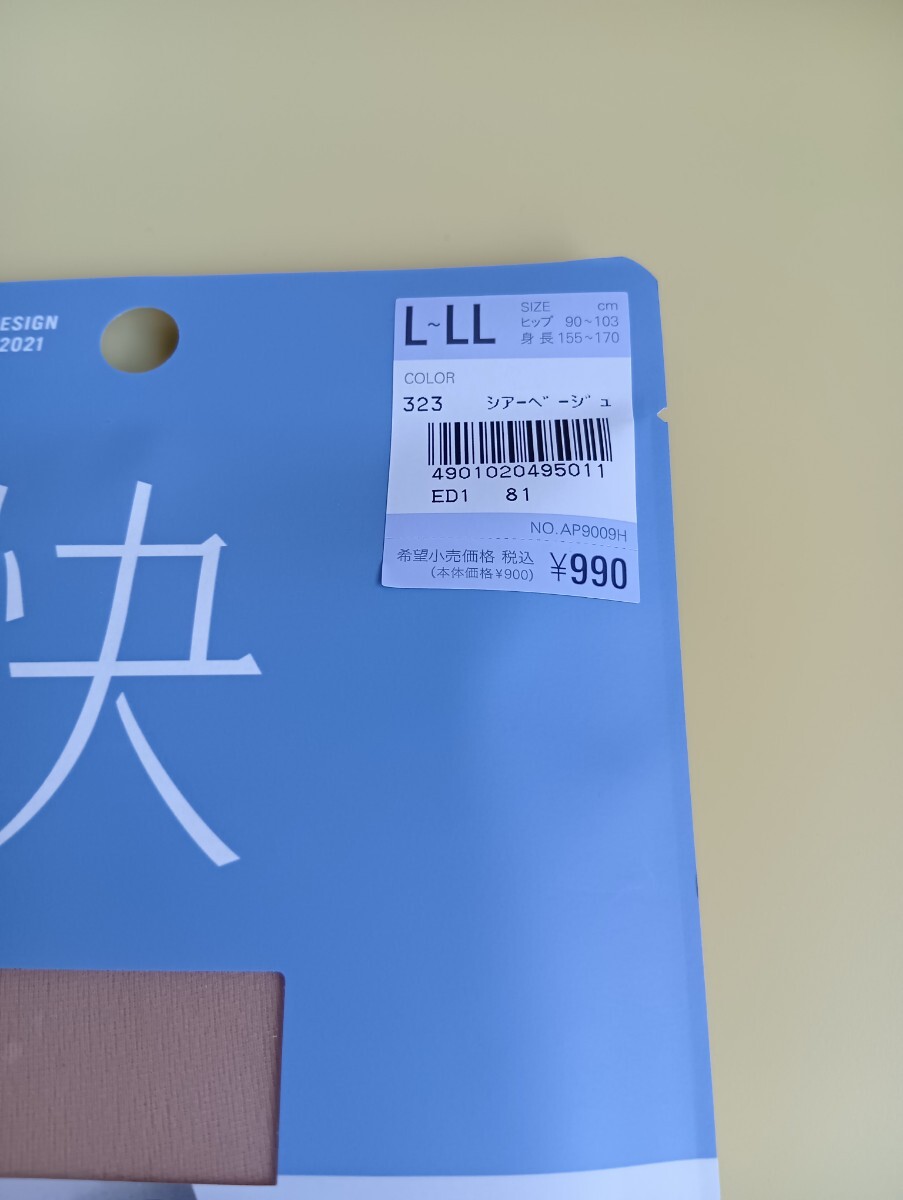 ESIGN
2021
L~LL
SIZE cm
ヒップ 90~103
身長 155~170
COLOR
323 シアーベージュ
4901020495011
ED1 81
NO.AP9009H
希望小売価格 税込 ¥990
(本体価格¥900)
快